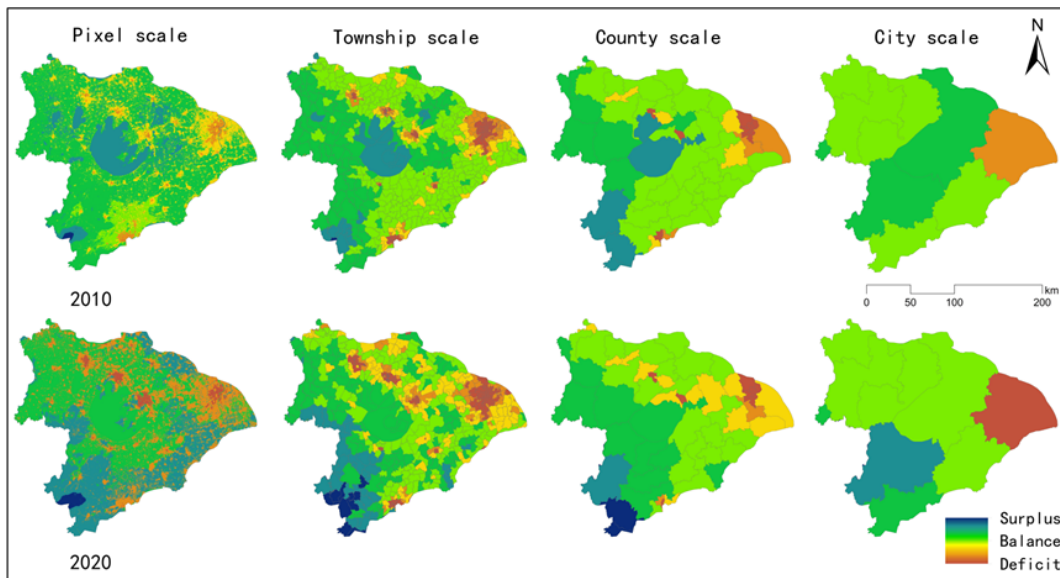 Pixel scale
Township scale
County scale
City scale
N
2010
km
0 50 100 200
2020
Surplus
Balance
Deficit